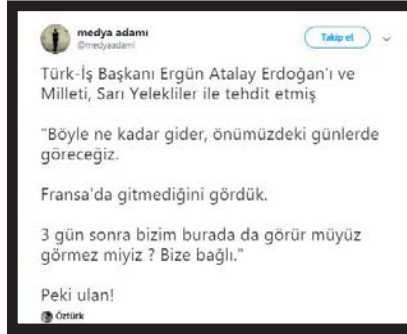 medya adamı
@medyaadami
Takip et
Türk-İş Başkanı Ergün Atalay Erdoğan'ı ve
Milleti, Sarı Yelekliler ile tehdit etmiş
"Böyle ne kadar gider, önümüzdeki günlerde
göreceğiz.
Fransa'da gitmediğini gördük.
3 gün sonra bizim burada da görür müyüz
görmez miyiz ? Bize bağlı."
Peki ulan!
Öztürk